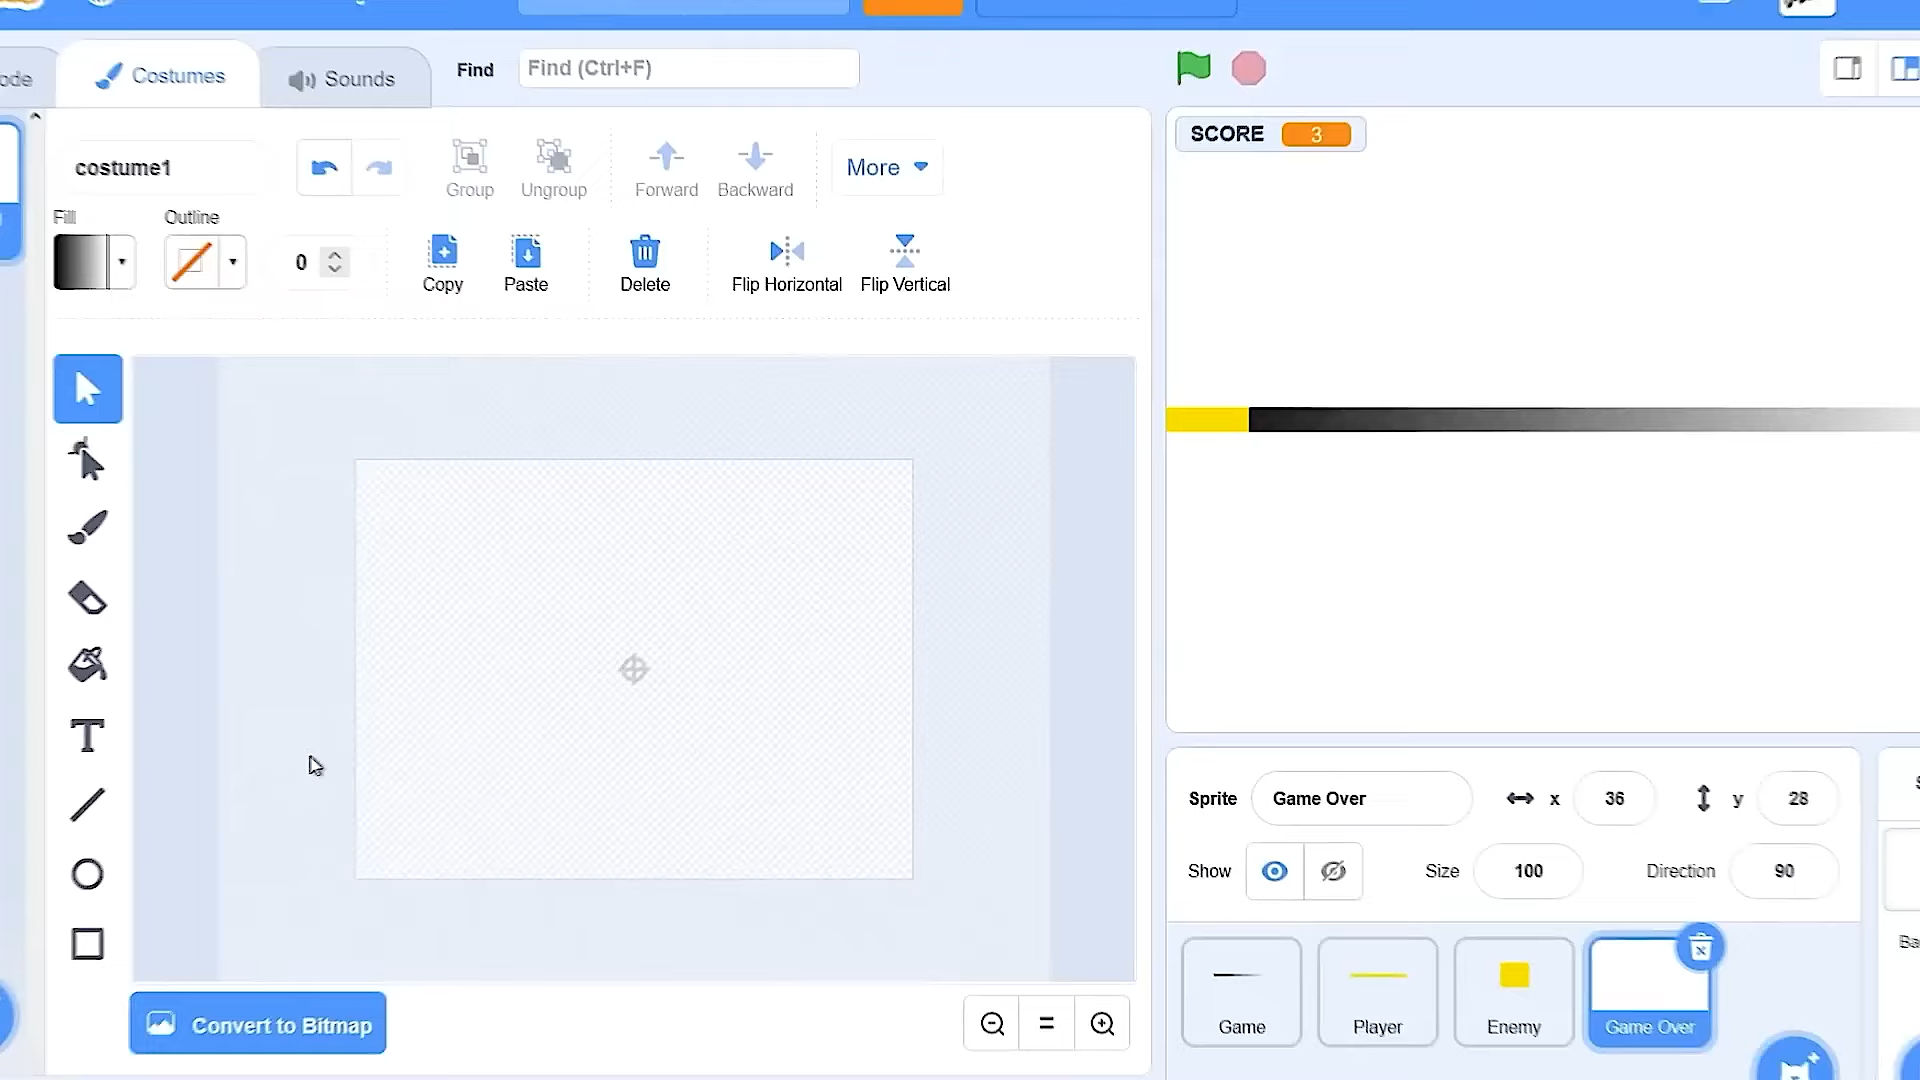 ode
Costumes
Sounds
Find
Find (Ctrl+F)
SCORE 3
costume1
Group
Ungroup
Forward
Backward
More
Fill
Outline
0
Copy
Paste
Delete
Flip Horizontal
Flip Vertical
T
Convert to Bitmap
Sprite
Game Over
x
36
y
28
Show
Size
100
Direction
90
Ba
Game
Player
Enemy
Game Over